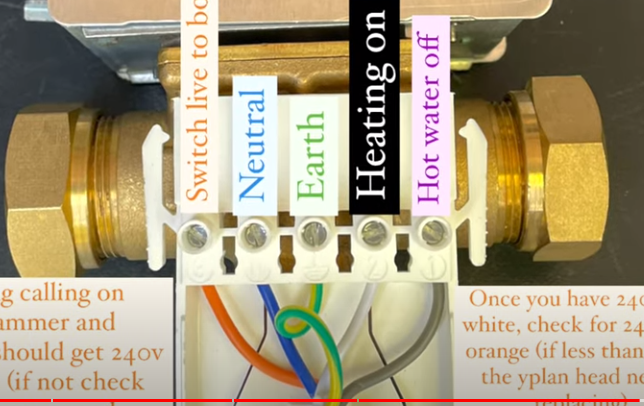 Switch live to bo
Neutral
Earth
Heating on
Hot water off
g calling on
ammer and
should get 240v
(if not check
Once you have 240
white, check for 24
orange (if less than
the yplan head ne
replacing)